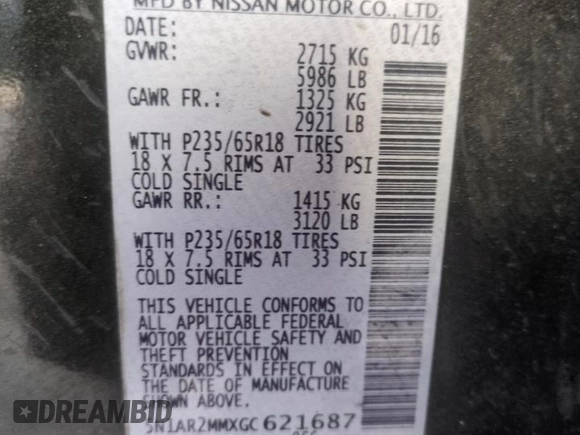 MFD BY NISSAN MOTOR CO., LTD.
DATE: 01/16
GVWR: 2715 KG
5986 LB
GAWR FR.: 1325 KG
2921 LB
WITH P235/65R18 TIRES
18 X 7.5 RIMS AT 33 PSI
COLD SINGLE
GAWR RR.: 1415 KG
3120 LB
WITH P235/65R18 TIRES
18 X 7.5 RIMS AT 33 PSI
COLD SINGLE
THIS VEHICLE CONFORMS TO
ALL APPLICABLE FEDERAL
MOTOR VEHICLE SAFETY AND
THEFT PREVENTION
STANDARDS IN EFFECT ON
THE DATE OF MANUFACTURE
SHOWN ABOVE.
5N1AR2MMXGC621687
DREAMBID